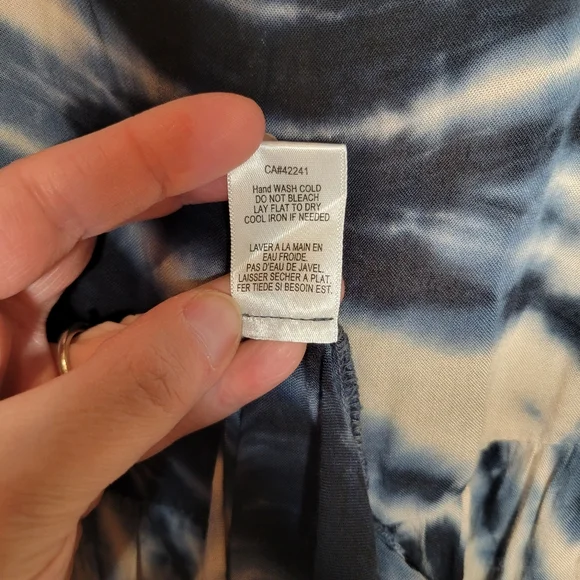 CA#42241
Hand WASH COLD
DO NOT BLEACH
LAY FLAT TO DRY
COOL IRON IF NEEDED
LAVER A LA MAIN EN
EAU FROIDE.
PAS D'EAU DE JAVEL.
LAISSER SECHER A PLAT.
FER TIEDE SI BESOIN EST.